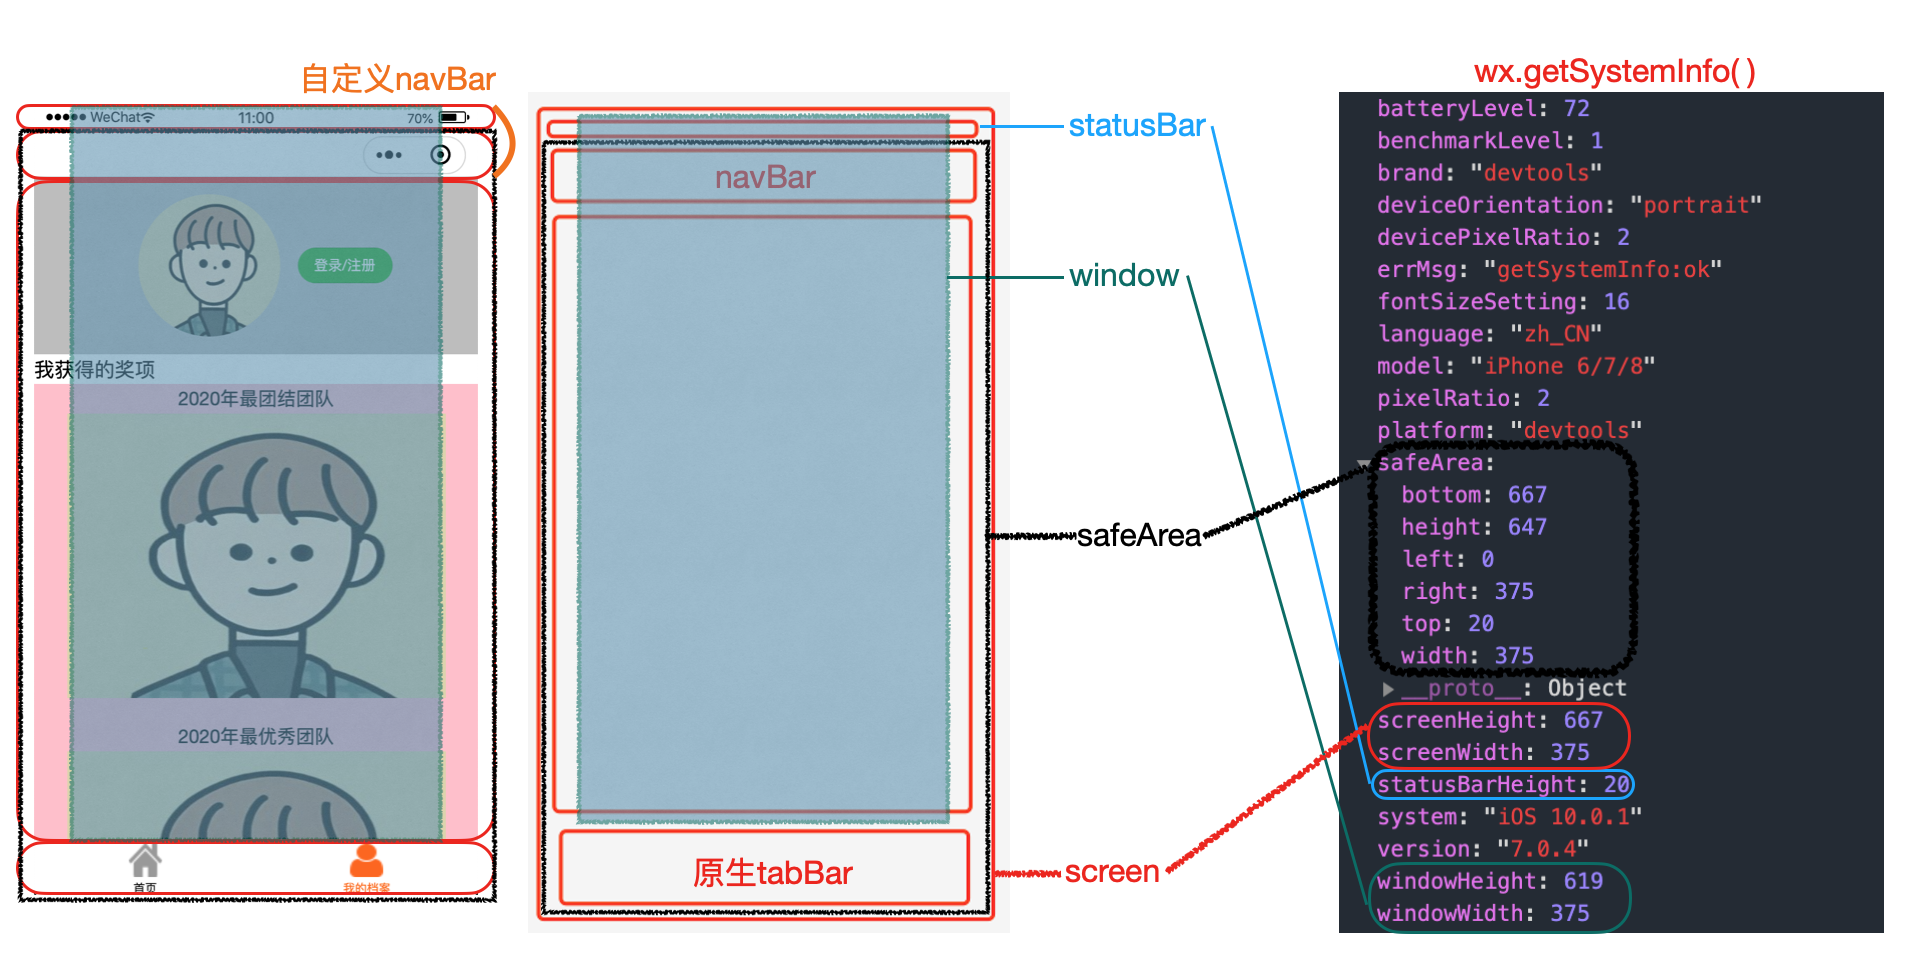 自定义navBar
WeChat
11:00
70%
登录/注册
我获得的奖项
2020年最团结团队
2020年最优秀团队
首页
我的档案
navBar
原生tabBar
statusBar
window
safeArea
screen
wx.getSystemInfo()
batteryLevel: 72
benchmarkLevel: 1
brand: "devtools"
deviceOrientation: "portrait"
devicePixelRatio: 2
errMsg: "getSystemInfo:ok"
fontSizeSetting: 16
language: "zh_CN"
model: "iPhone 6/7/8"
pixelRatio: 2
platform: "devtools"
safeArea:
bottom: 667
height: 647
left: 0
right: 375
top: 20
width: 375
__proto__: Object
screenHeight: 667
screenWidth: 375
statusBarHeight: 20
system: "iOS 10.0.1"
version: "7.0.4"
windowHeight: 619
windowWidth: 375